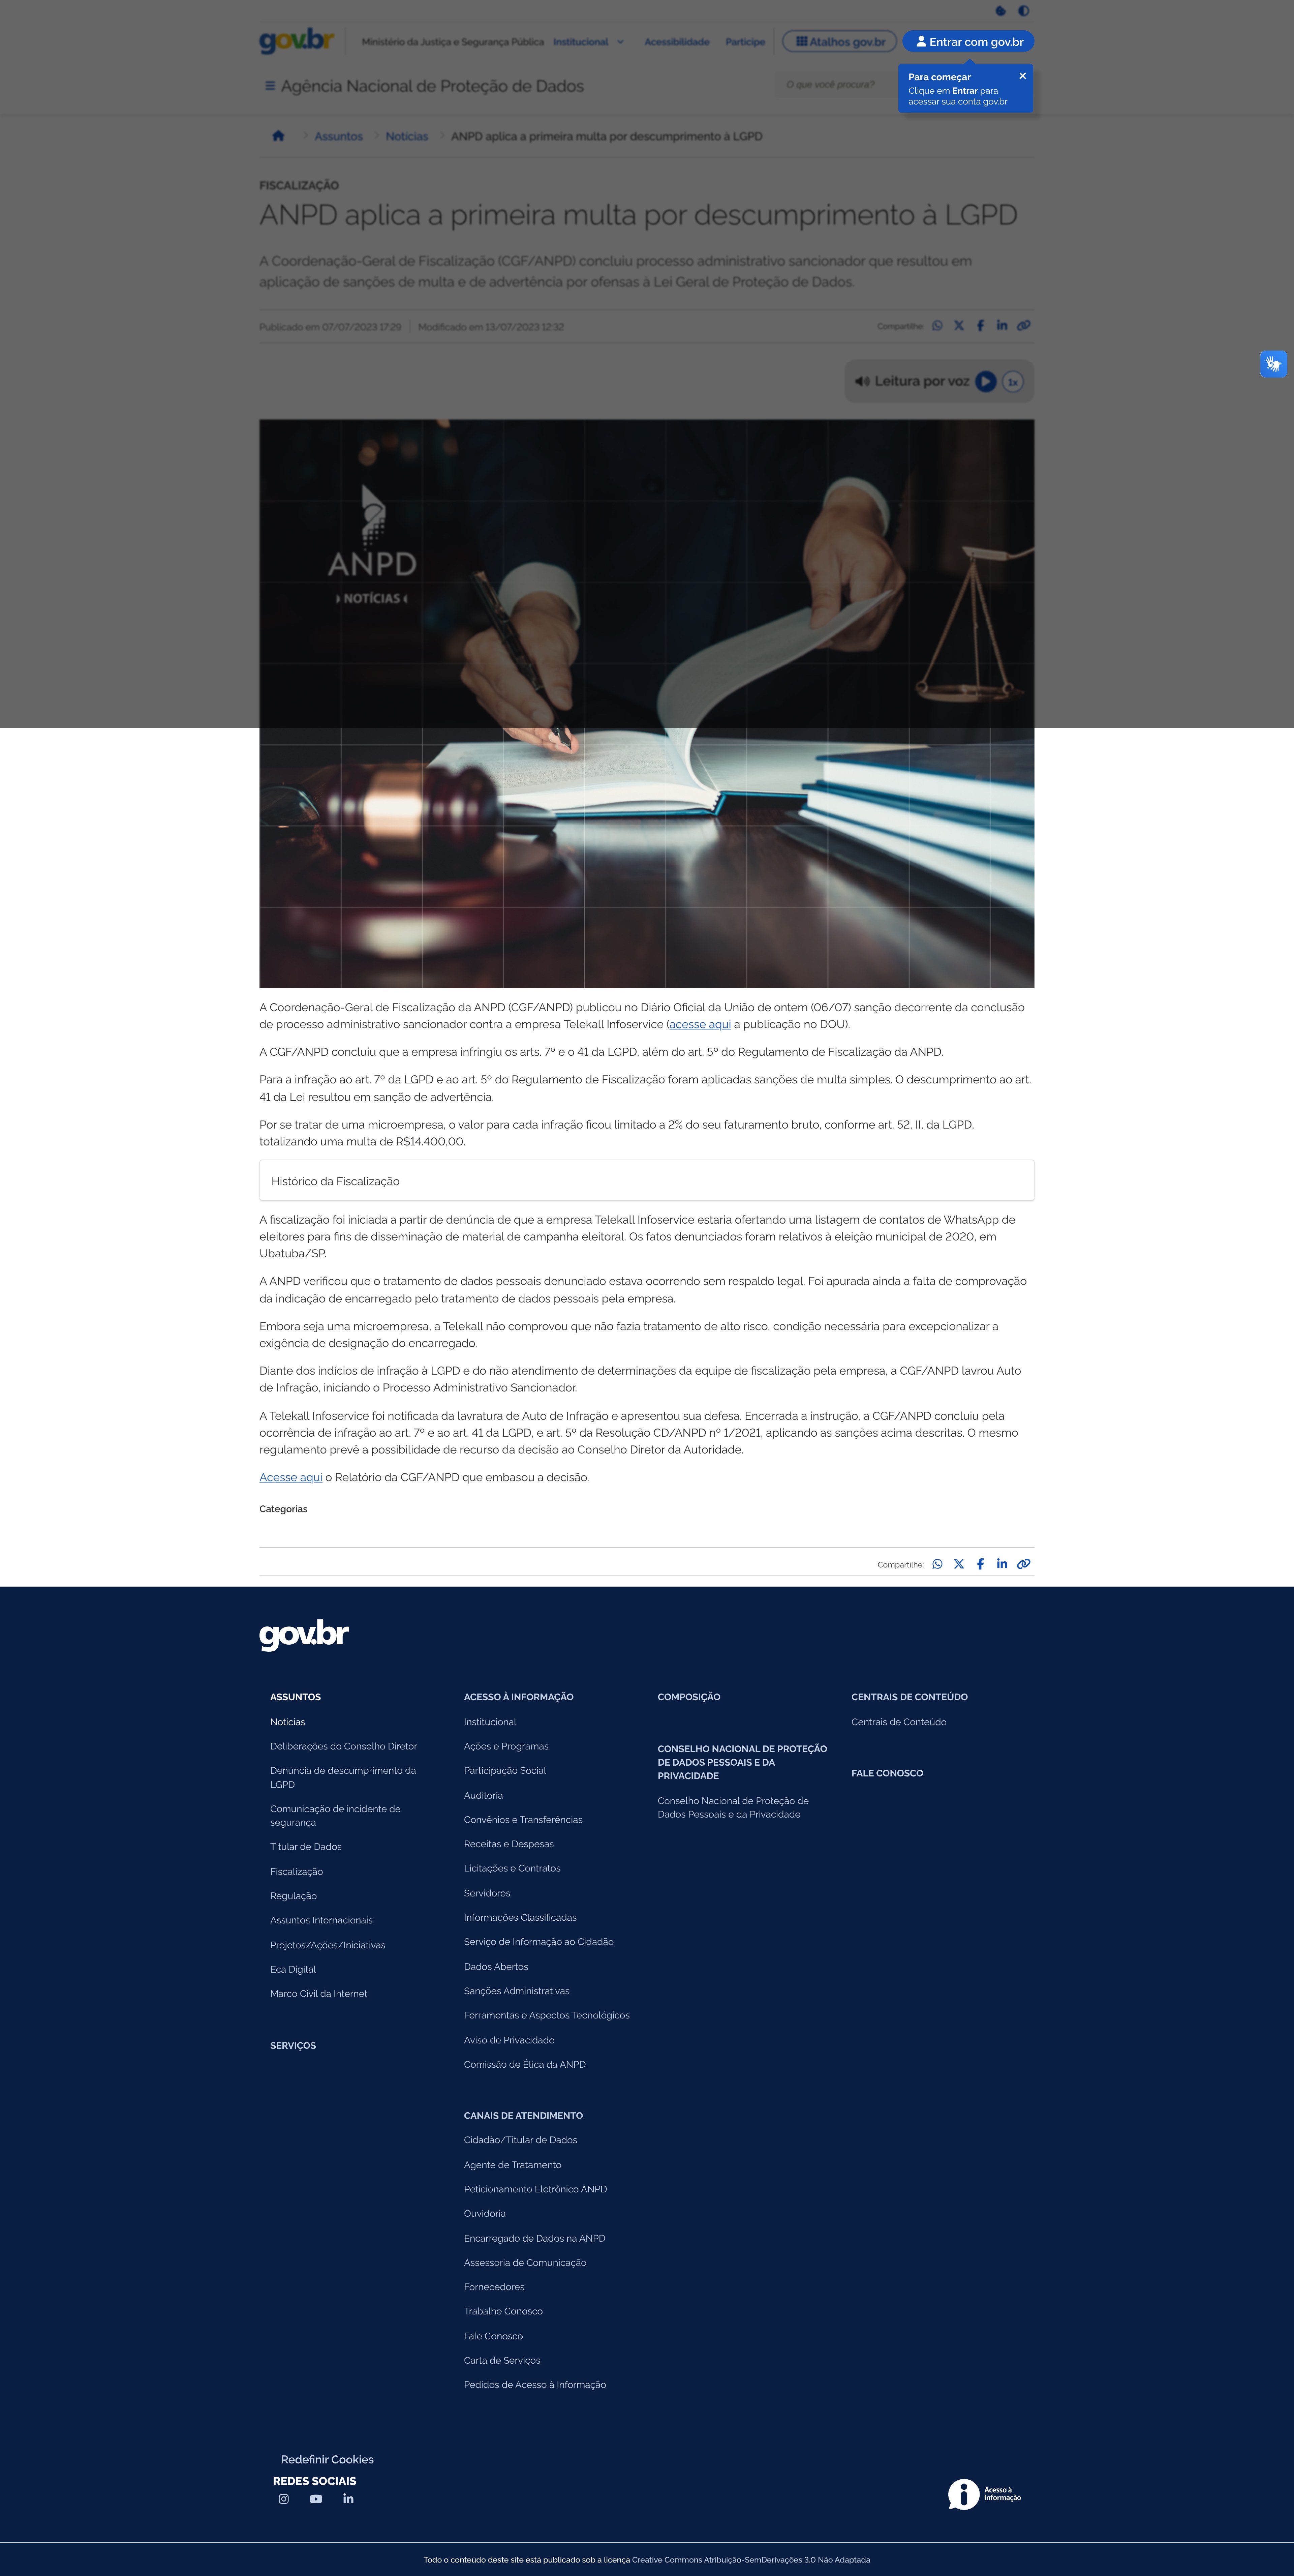 gov.br
Ministério da Justiça e Segurança Pública Institucional Acessibilidade Participe Atalhos gov.br Entrar com gov.br
Para começar
Clique em Entrar para
acessar sua conta gov.br
Agência Nacional de Proteção de Dados O que você procura?
Assuntos Notícias ANPD aplica a primeira multa por descumprimento à LGPD
FISCALIZAÇÃO
ANPD aplica a primeira multa por descumprimento à LGPD
A Coordenação-Geral de Fiscalização (CGF/ANPD) concluiu processo administrativo sancionador que resultou em
aplicação de sanções de multa e de advertência por ofensas à Lei Geral de Proteção de Dados.
Publicado em 07/07/2023 17:29 Modificado em 13/07/2023 12:32 Compartilhe:
Leitura por voz 1x
ANPD
NOTÍCIAS
A Coordenação-Geral de Fiscalização da ANPD (CGF/ANPD) publicou no Diário Oficial da União de ontem (06/07) sanção decorrente da conclusão
de processo administrativo sancionador contra a empresa Telekall Infoservice (acesse aqui a publicação no DOU).
A CGF/ANPD concluiu que a empresa infringiu os arts. 7º e o 41 da LGPD, além do art. 5º do Regulamento de Fiscalização da ANPD.
Para a infração ao art. 7º da LGPD e ao art. 5º do Regulamento de Fiscalização foram aplicadas sanções de multa simples. O descumprimento ao art.
41 da Lei resultou em sanção de advertência.
Por se tratar de uma microempresa, o valor para cada infração ficou limitado a 2% do seu faturamento bruto, conforme art. 52, II, da LGPD,
totalizando uma multa de R$14.400,00.
Histórico da Fiscalização
A fiscalização foi iniciada a partir de denúncia de que a empresa Telekall Infoservice estaria ofertando uma listagem de contatos de WhatsApp de
eleitores para fins de disseminação de material de campanha eleitoral. Os fatos denunciados foram relativos à eleição municipal de 2020, em
Ubatuba/SP.
A ANPD verificou que o tratamento de dados pessoais denunciado estava ocorrendo sem respaldo legal. Foi apurada ainda a falta de comprovação
da indicação de encarregado pelo tratamento de dados pessoais pela empresa.
Embora seja uma microempresa, a Telekall não comprovou que não fazia tratamento de alto risco, condição necessária para excepcionalizar a
exigência de designação do encarregado.
Diante dos indícios de infração à LGPD e do não atendimento de determinações da equipe de fiscalização pela empresa, a CGF/ANPD lavrou Auto
de Infração, iniciando o Processo Administrativo Sancionador.
A Telekall Infoservice foi notificada da lavratura de Auto de Infração e apresentou sua defesa. Encerrada a instrução, a CGF/ANPD concluiu pela
ocorrência de infração ao art. 7º e ao art. 41 da LGPD, e art. 5º da Resolução CD/ANPD nº 1/2021, aplicando as sanções acima descritas. O mesmo
regulamento prevê a possibilidade de recurso da decisão ao Conselho Diretor da Autoridade.
Acesse aqui o Relatório da CGF/ANPD que embasou a decisão.
Categorias
Compartilhe:
gov.br
ASSUNTOS
Notícias
Deliberações do Conselho Diretor
Denúncia de descumprimento da
LGPD
Comunicação de incidente de
segurança
Titular de Dados
Fiscalização
Regulação
Assuntos Internacionais
Projetos/Ações/Iniciativas
Eca Digital
Marco Civil da Internet
SERVIÇOS
ACESSO À INFORMAÇÃO
Institucional
Ações e Programas
Participação Social
Auditoria
Convênios e Transferências
Receitas e Despesas
Licitações e Contratos
Servidores
Informações Classificadas
Serviço de Informação ao Cidadão
Dados Abertos
Sanções Administrativas
Ferramentas e Aspectos Tecnológicos
Aviso de Privacidade
Comissão de Ética da ANPD
CANAIS DE ATENDIMENTO
Cidadão/Titular de Dados
Agente de Tratamento
Peticionamento Eletrônico ANPD
Ouvidoria
Encarregado de Dados na ANPD
Assessoria de Comunicação
Fornecedores
Trabalhe Conosco
Fale Conosco
Carta de Serviços
Pedidos de Acesso à Informação
COMPOSIÇÃO
CONSELHO NACIONAL DE PROTEÇÃO
DE DADOS PESSOAIS E DA
PRIVACIDADE
Conselho Nacional de Proteção de
Dados Pessoais e da Privacidade
CENTRAIS DE CONTEÚDO
Centrais de Conteúdo
FALE CONOSCO
Redefinir Cookies
REDES SOCIAIS
Acesso à
Informação
Todo o conteúdo deste site está publicado sob a licença Creative Commons Atribuição-SemDerivações 3.0 Não Adaptada